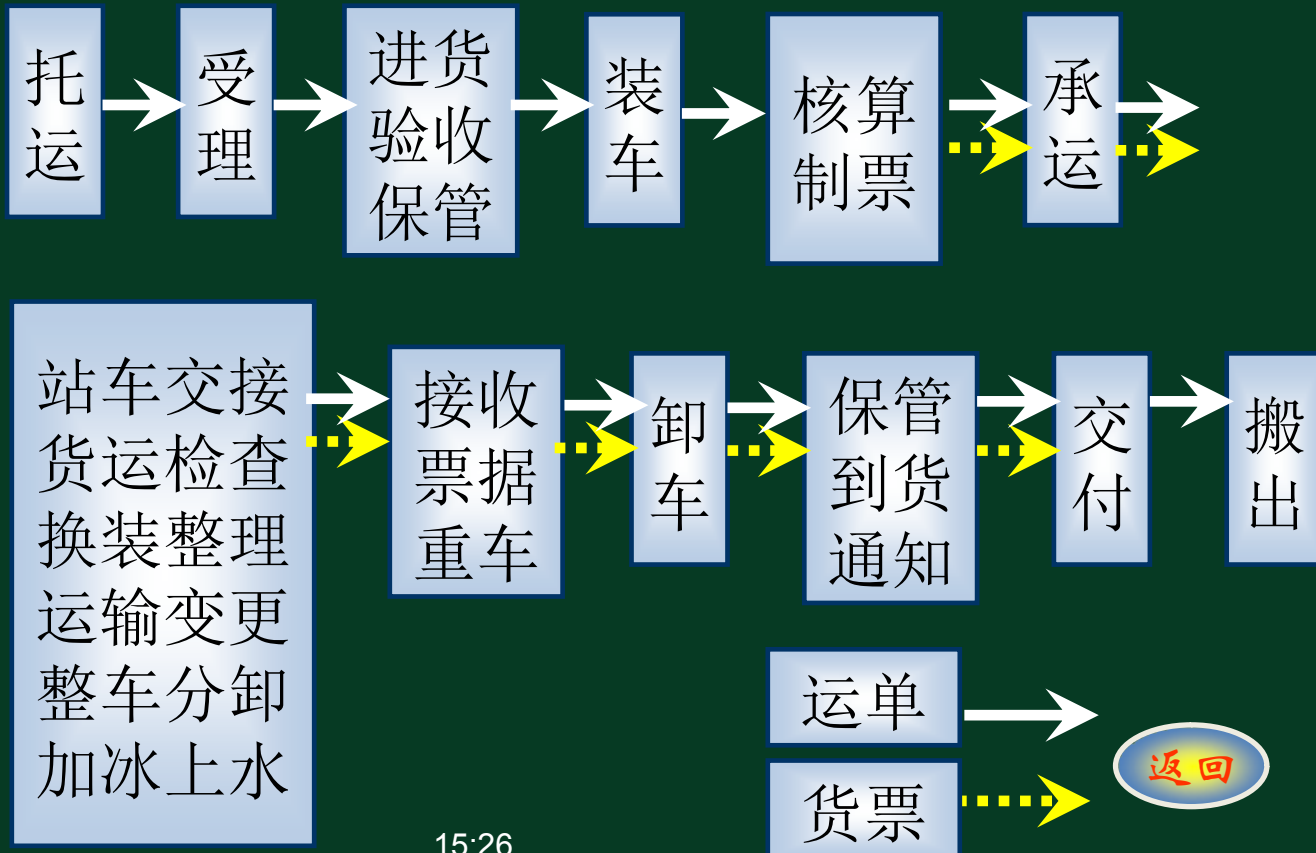 托
运
受
理
进货
验收
保管
装
车
核算
制票
承
运
站车交接
货运检查
换装整理
运输变更
整车分卸
加冰上水
接收
票据
重车
卸
车
保管
到货
通知
交
付
搬
出
运单
货票
返回
15:26